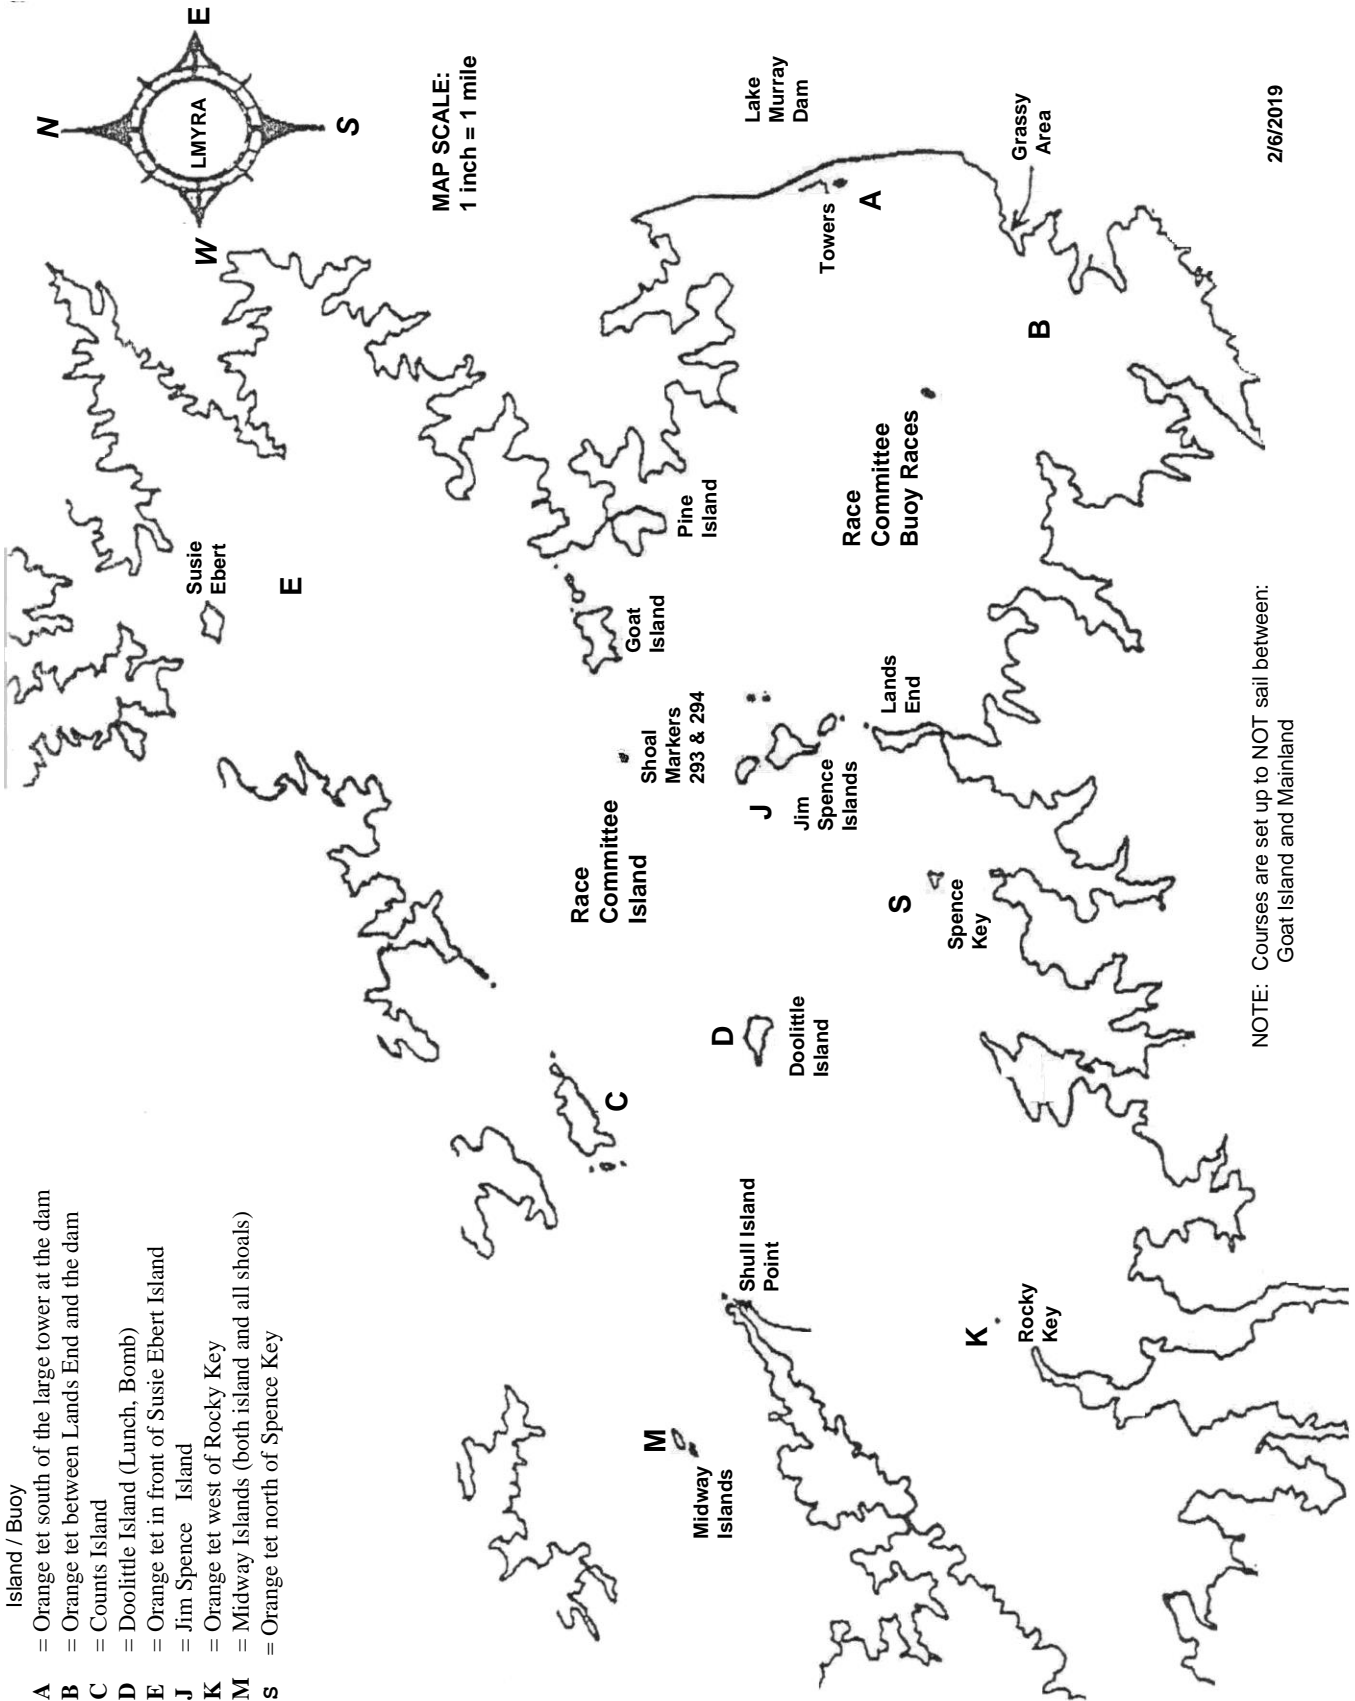 Island / Buoy
A = Orange tet south of the large tower at the dam
B = Orange tet between Lands End and the dam
C = Counts Island
D = Doolittle Island (Lunch, Bomb)
E = Orange tet in front of Susie Ebert Island
J = Jim Spence Island
K = Orange tet west of Rocky Key
M = Midway Islands (both island and all shoals)
S = Orange tet north of Spence Key
N
E
S
W
LMYRA
MAP SCALE:
1 inch = 1 mile
Susie
Ebert
E
Lake
Murray
Dam
Towers
A
Grassy
Area
B
Pine
Island
Goat
Island
Race
Committee
Buoy Races
Shoal
Markers
293 & 294
Lands
End
J
Jim
Spence
Islands
Race
Committee
Island
S
Spence
Key
D
Doolittle
Island
C
Shull Island
Point
K
Rocky
Key
M
Midway
Islands
NOTE: Courses are set up to NOT sail between:
Goat Island and Mainland
2/6/2019